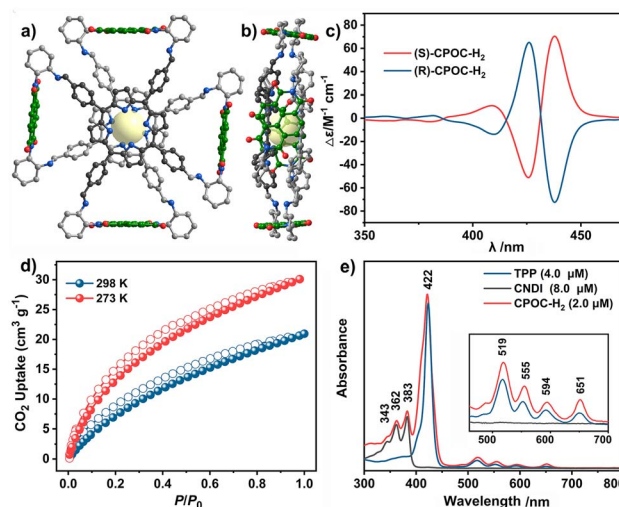 a)
b)
c)
(S)-CPOC-H₂
(R)-CPOC-H₂
Δε/M⁻¹ cm⁻¹
80
60
40
20
0
-20
-40
-60
-80
350
400
450
λ /nm
d)
298 K
273 K
CO₂ Uptake (cm³ g⁻¹)
30
25
20
15
10
5
0
0.0
0.2
0.4
0.6
0.8
1.0
P/P₀
e)
TPP (4.0 μM)
CNDI (8.0 μM)
CPOC-H₂ (2.0 μM)
422
383
362
343
519
555
594
651
500
600
700
Absorbance
300
400
500
600
700
800
Wavelength /nm